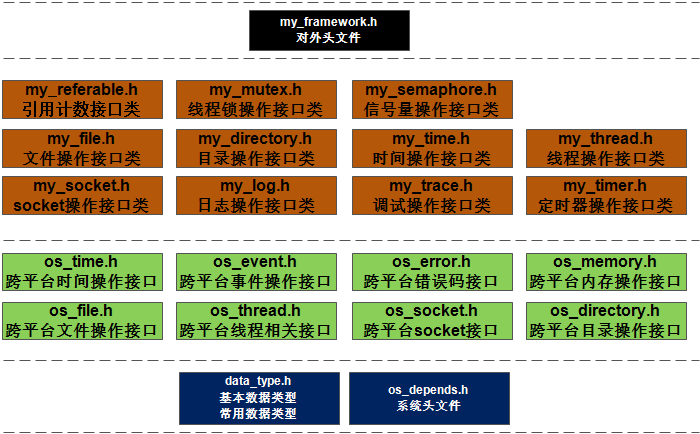 my_framework.h
对外头文件
my_referable.h
引用计数接口类
my_mutex.h
线程锁操作接口类
my_semaphore.h
信号量操作接口类
my_file.h
文件操作接口类
my_directory.h
目录操作接口类
my_time.h
时间操作接口类
my_thread.h
线程操作接口类
my_socket.h
socket操作接口类
my_log.h
日志操作接口类
my_trace.h
调试操作接口类
my_timer.h
定时器操作接口类
os_time.h
跨平台时间操作接口
os_event.h
跨平台事件操作接口
os_error.h
跨平台错误码接口
os_memory.h
跨平台内存操作接口
os_file.h
跨平台文件操作接口
os_thread.h
跨平台线程相关接口
os_socket.h
跨平台socket接口
os_directory.h
跨平台目录操作接口
data_type.h
基本数据类型
常用数据类型
os_depends.h
系统头文件